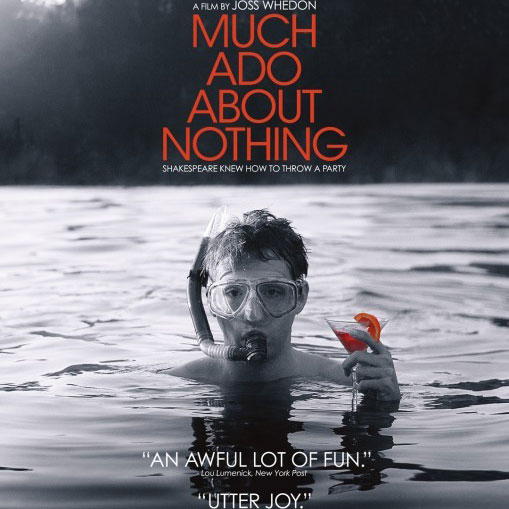 A FILM BY JOSS WHEDON
MUCH
ADO
ABOUT
NOTHING
SHAKESPEARE KNEW HOW TO THROW A PARTY
“AN AWFUL LOT OF FUN.”
Lou Lumenick, New York Post
“UTTER JOY.”